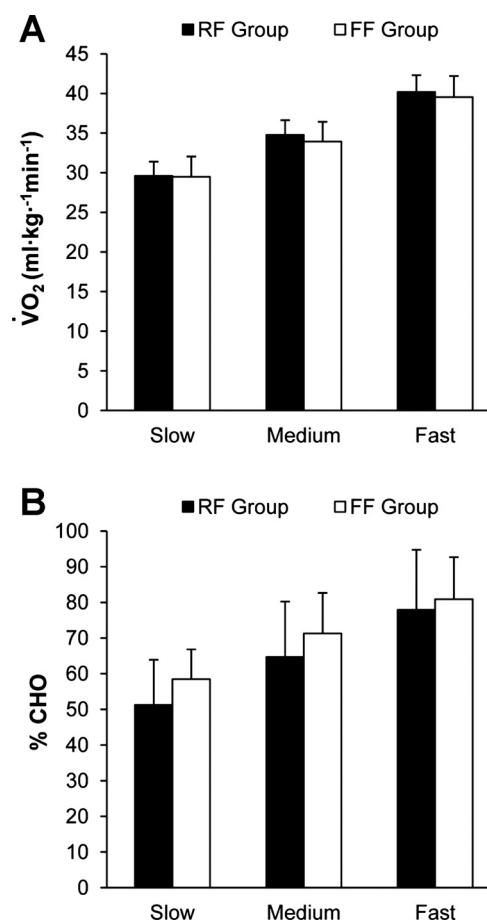 A
RF Group FF Group
45
40
35
30
25
20
15
10
5
0
V̇O₂ (ml·kg·⁻¹min⁻¹)
Slow Medium Fast
B
RF Group FF Group
100
90
80
70
60
50
40
30
20
10
0
% CHO
Slow Medium Fast